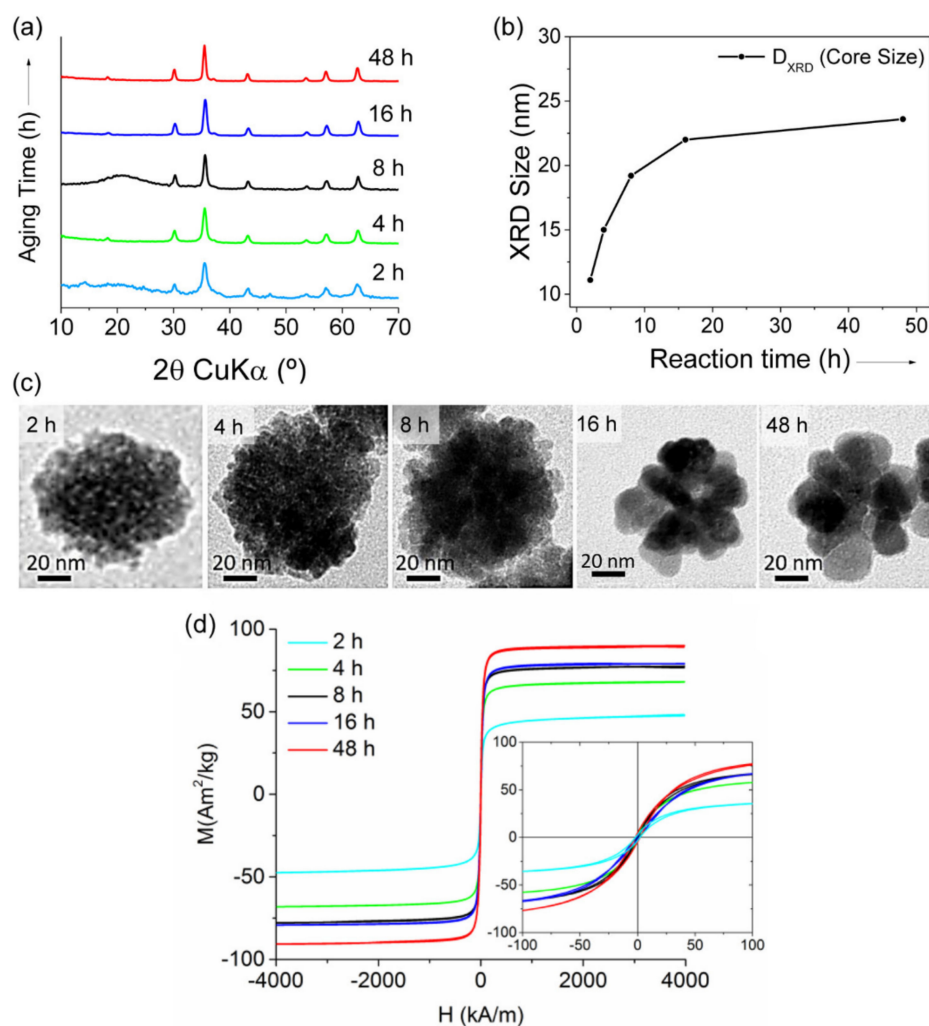 (a)
Aging Time (h)
48 h
16 h
8 h
4 h
2 h
10 20 30 40 50 60 70
2θ CuKα (º)
(b)
XRD Size (nm)
30
25
20
15
10
D_XRD (Core Size)
0 10 20 30 40 50
Reaction time (h)
(c)
2 h
20 nm
4 h
20 nm
8 h
20 nm
16 h
20 nm
48 h
20 nm
(d)
M(Am²/kg)
100
50
0
-50
-100
2 h
4 h
8 h
16 h
48 h
-4000 -2000 0 2000 4000
H (kA/m)
100
50
0
-50
-100
-100 -50 0 50 100